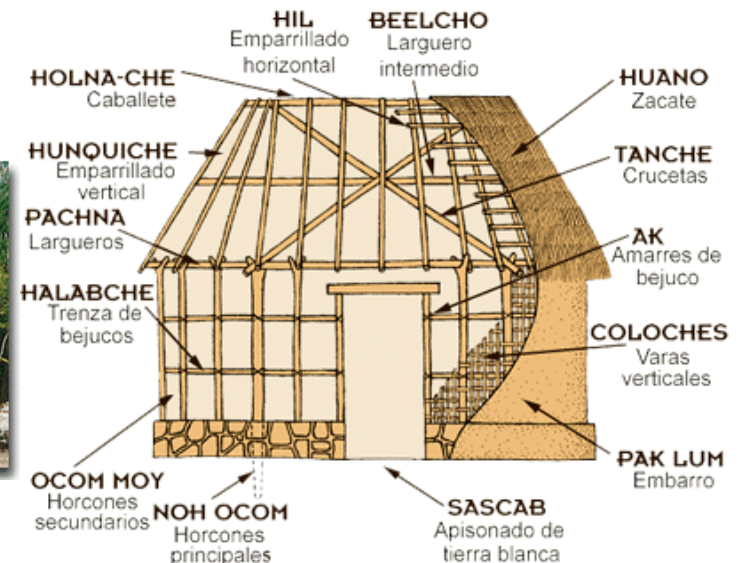 HIL
Emparrillado
horizontal
BEELCHO
Larguero
intermedio
HOLNA-CHE
Caballete
HUANO
Zacate
HUNQUICHE
Emparrillado
vertical
TANCHE
Crucetas
PACHNA
Largueros
AK
Amarres de
bejuco
HALABCHE
Trenza de
bejucos
COLOCHES
Varas
verticales
OCOM MOY
Horcones
secundarios
NOH OCOM
Horcones
principales
SASCAB
Apisonado de
tierra blanca
PAK LUM
Embarro